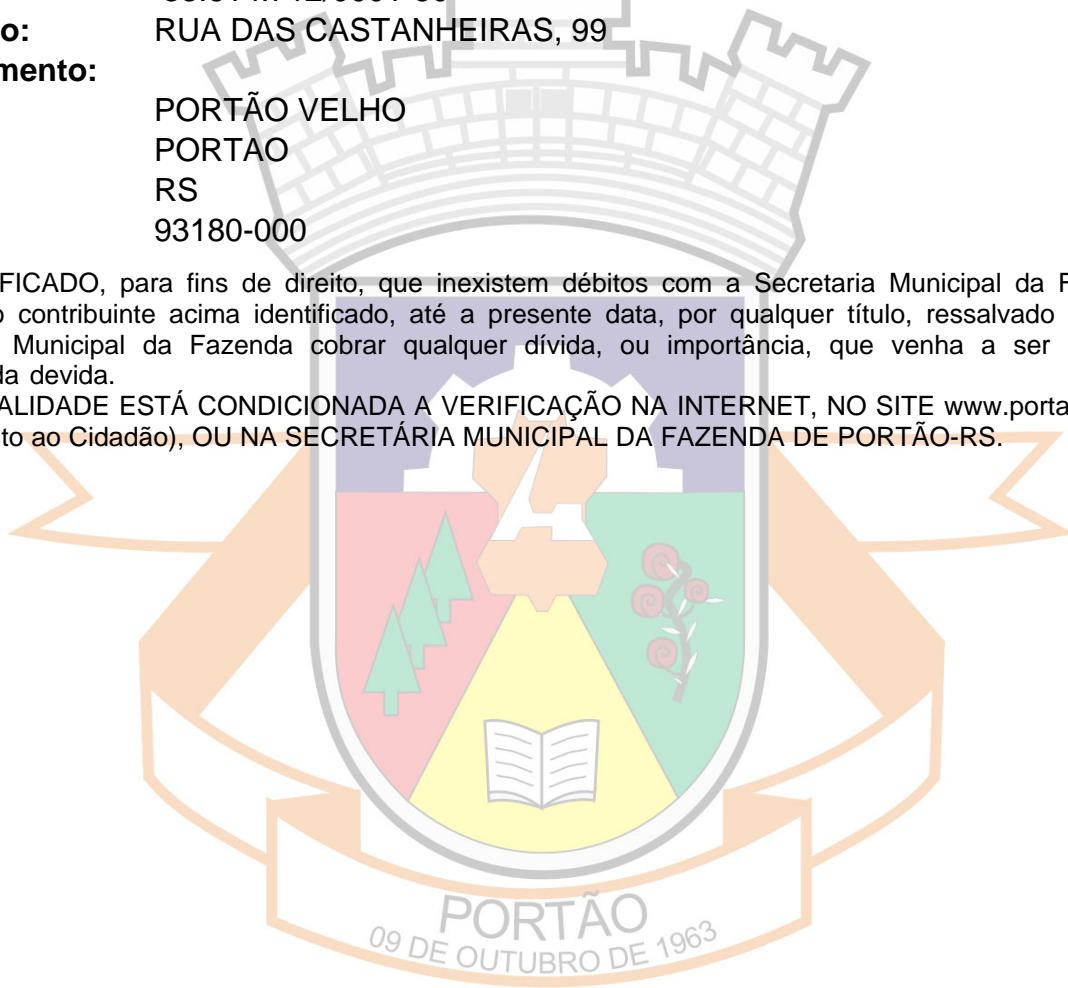 o: RUA DAS CASTANHEIRAS, 99
mento:
PORTÃO VELHO
PORTAO
RS
93180-000
FICADO, para fins de direito, que inexistem débitos com a Secretaria Municipal da F
o contribuinte acima identificado, até a presente data, por qualquer título, ressalvado
Municipal da Fazenda cobrar qualquer dívida, ou importância, que venha a ser
da devida.
ALIDADE ESTÁ CONDICIONADA A VERIFICAÇÃO NA INTERNET, NO SITE www.porta
to ao Cidadão), OU NA SECRETÁRIA MUNICIPAL DA FAZENDA DE PORTÃO-RS.
PORTÃO
09 DE OUTUBRO DE 1963